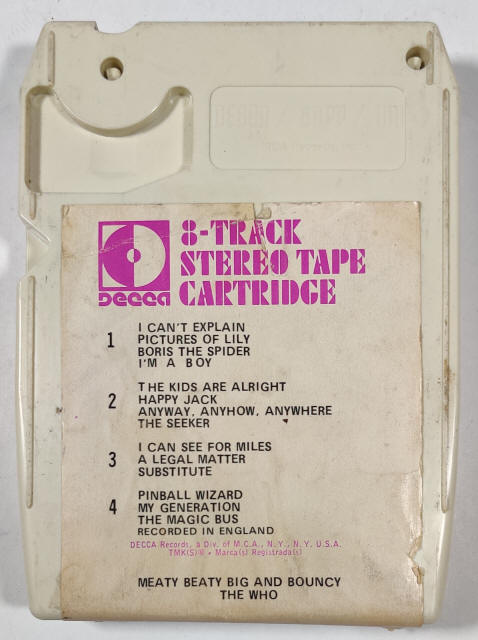 8-TRACK
STEREO TAPE
CARTRIDGE
DECCA
1
I CAN'T EXPLAIN
PICTURES OF LILY
BORIS THE SPIDER
I'M A BOY
2
THE KIDS ARE ALRIGHT
HAPPY JACK
ANYWAY, ANYHOW, ANYWHERE
THE SEEKER
3
I CAN SEE FOR MILES
A LEGAL MATTER
SUBSTITUTE
4
PINBALL WIZARD
MY GENERATION
THE MAGIC BUS
RECORDED IN ENGLAND
DECCA Records, a Div. of M.C.A., N.Y., N.Y. U.S.A.
TMK(S)® • Marca(s) Registrada(s)
MEATY BEATY BIG AND BOUNCY
THE WHO